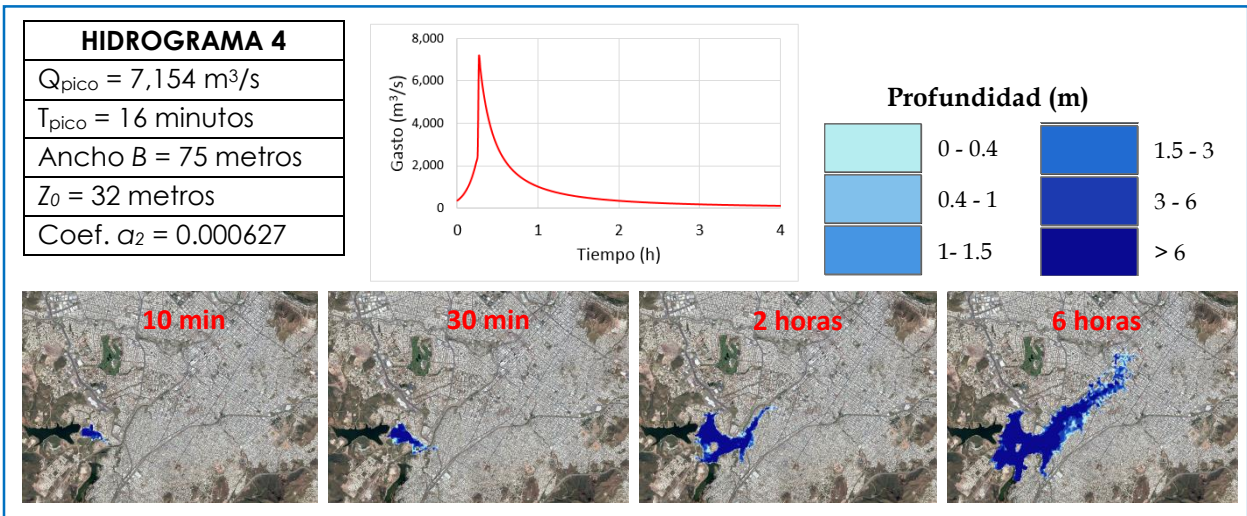 HIDROGRAMA 4
Qpico = 7,154 m³/s
Tpico = 16 minutos
Ancho B = 75 metros
Z0 = 32 metros
Coef. a2 = 0.000627
8,000
6,000
4,000
2,000
0
Gasto (m³/s)
0 1 2 3 4
Tiempo (h)
Profundidad (m)
0 - 0.4
0.4 - 1
1- 1.5
1.5 - 3
3 - 6
> 6
10 min
30 min
2 horas
6 horas